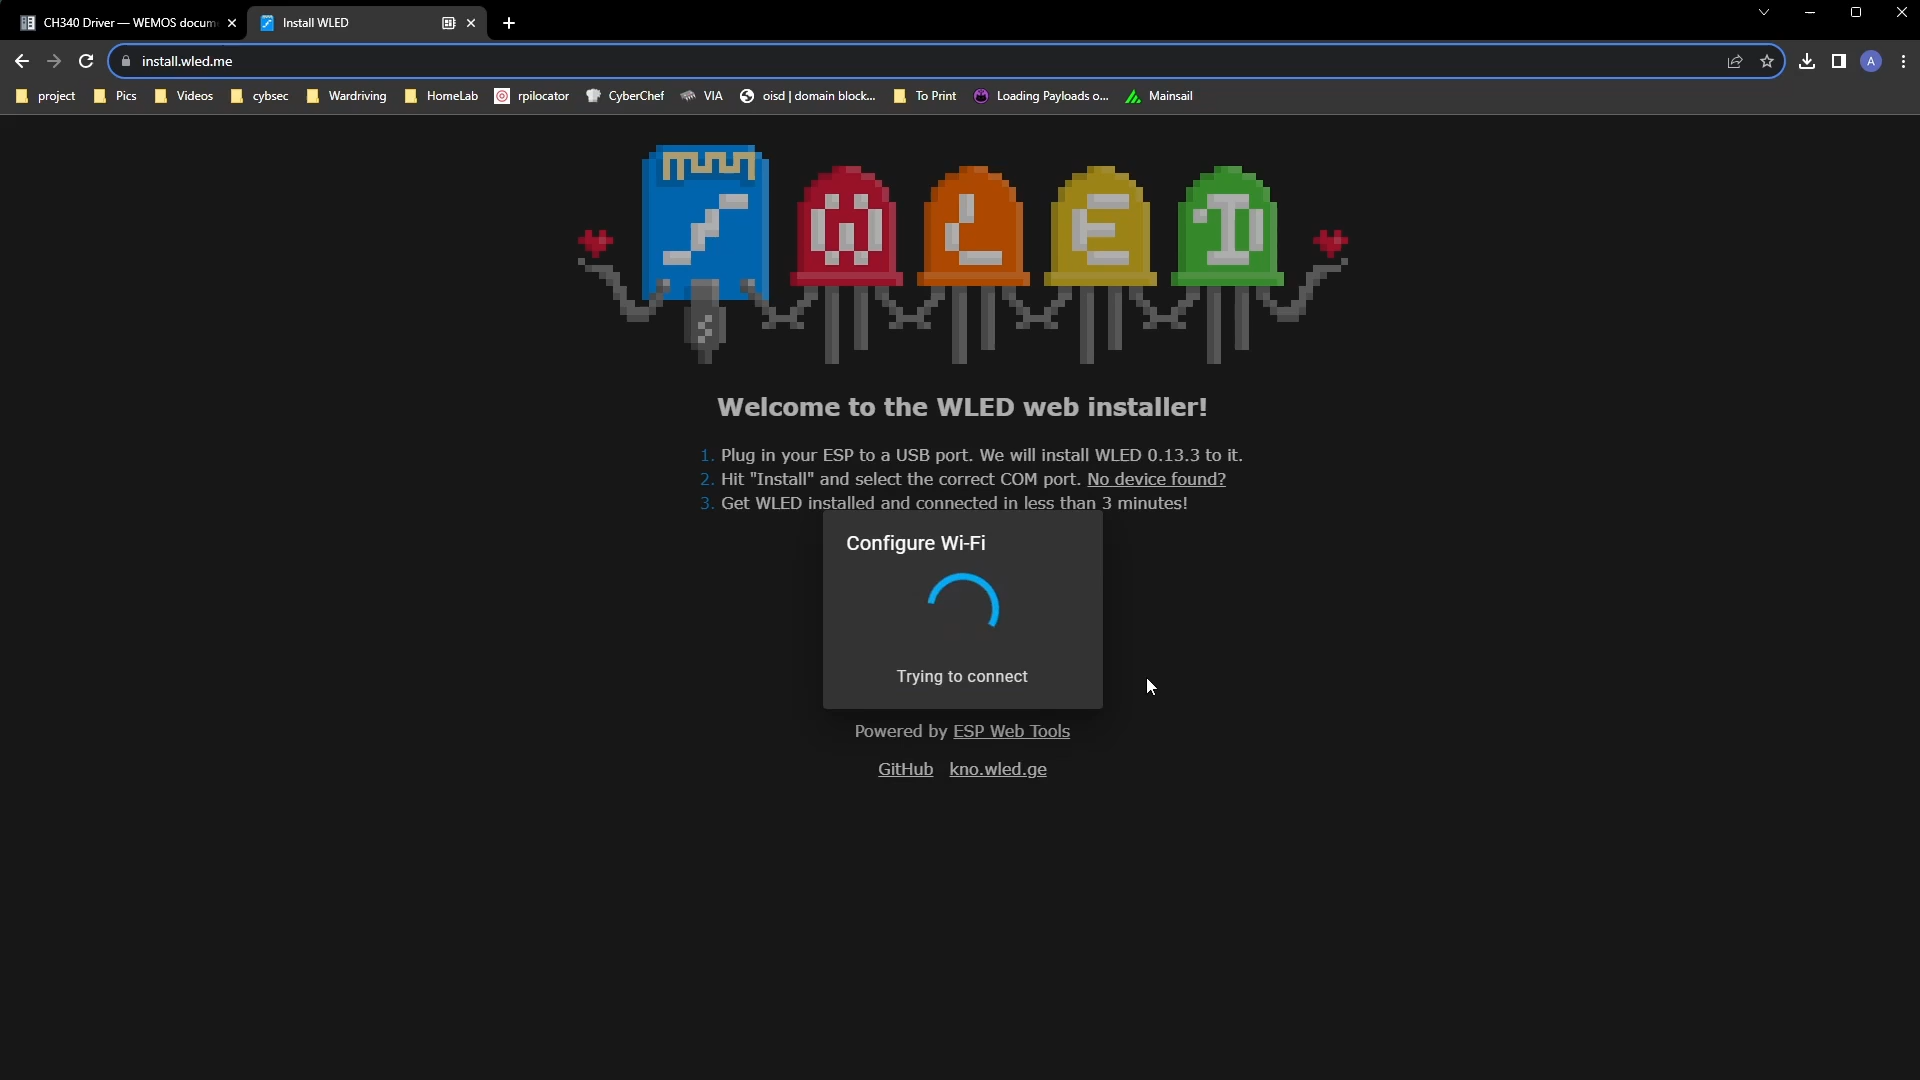 CH340 Driver — WEMOS docum
Install WLED
install.wled.me
A
project
Pics
Videos
cybsec
Wardriving
HomeLab
rpilocator
CyberChef
VIA
oisd | domain block...
To Print
Loading Payloads o...
Mainsail
WLED
Welcome to the WLED web installer!
1. Plug in your ESP to a USB port. We will install WLED 0.13.3 to it.
2. Hit "Install" and select the correct COM port. No device found?
3. Get WLED installed and connected in less than 3 minutes!
Configure Wi-Fi
Trying to connect
Powered by ESP Web Tools
GitHub kno.wled.ge